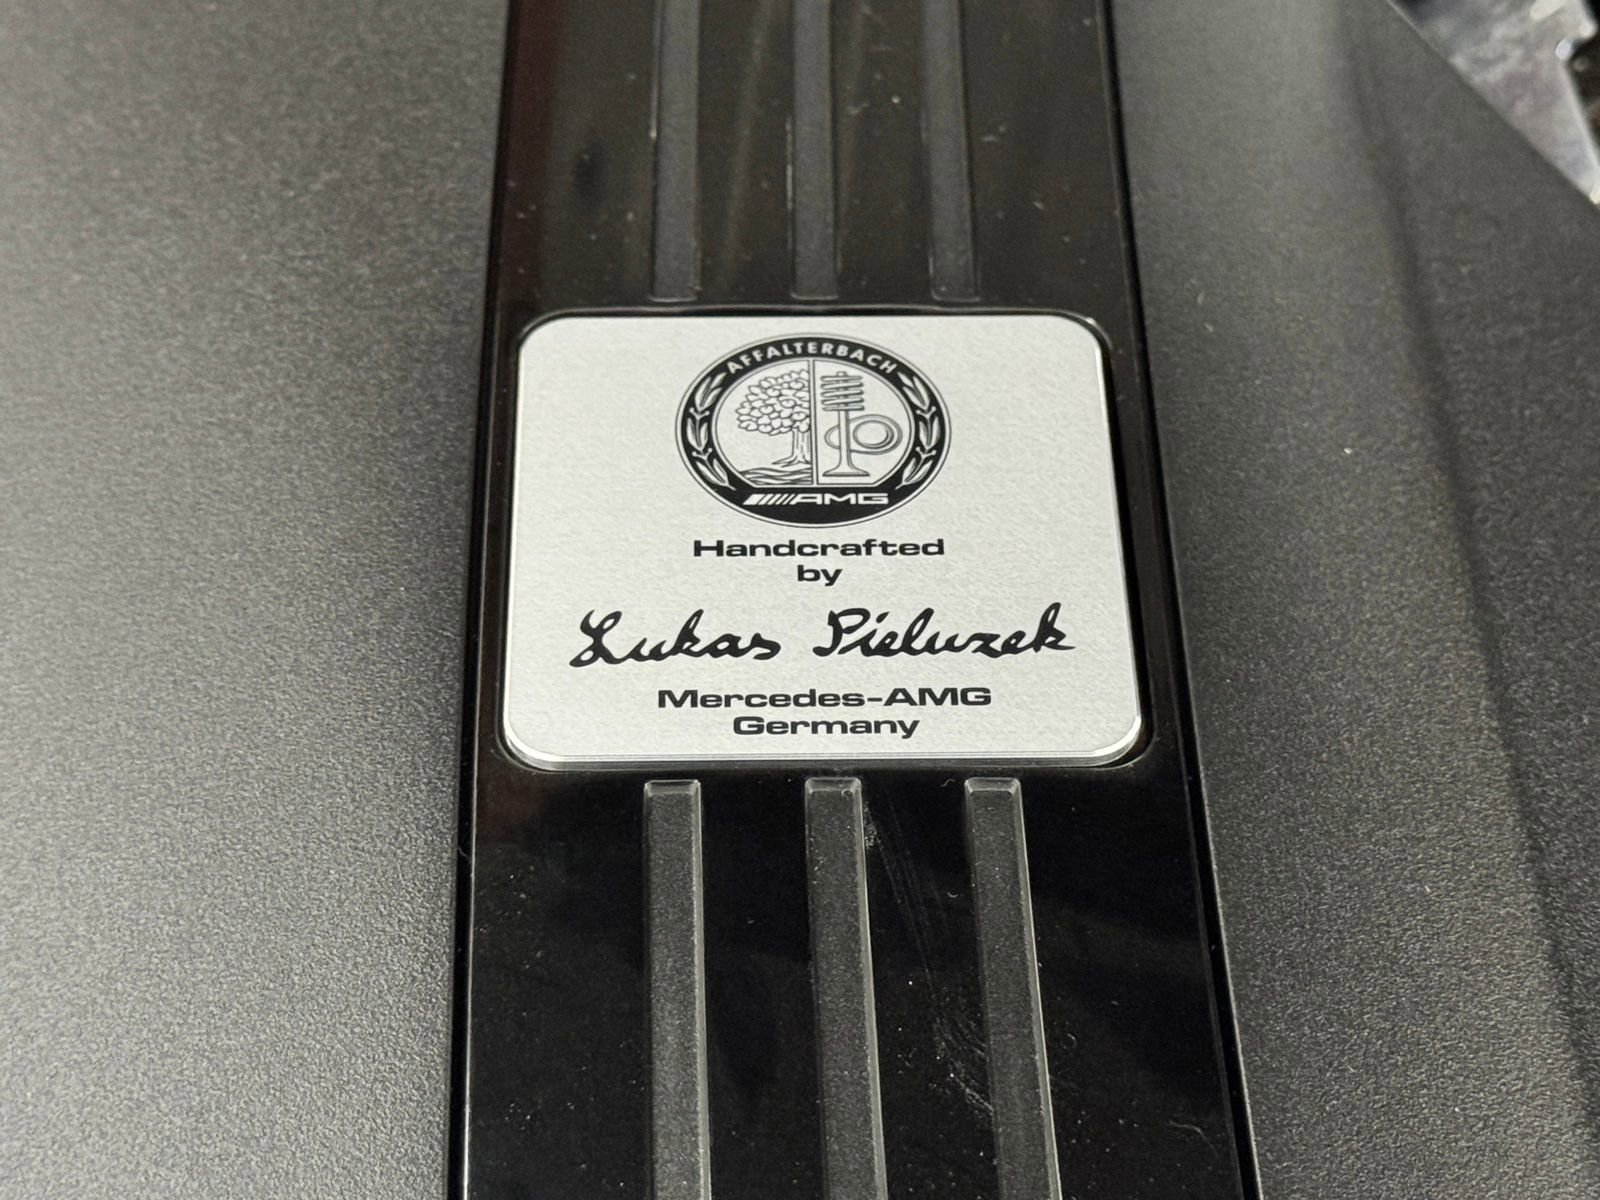 AFFALTERBACH
AMG
Handcrafted
by
Lukas Pieluzek
Mercedes-AMG
Germany